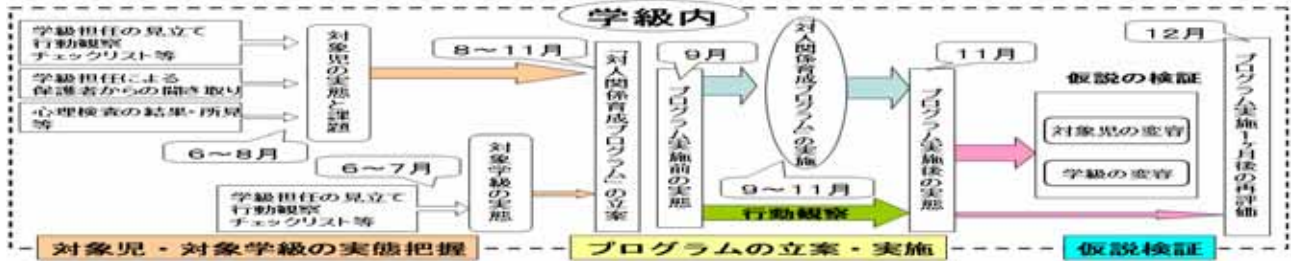 学級内
学級担任の見立て
行動観察
チェックリスト等
学級担任による
保護者からの聞き取り
心理検査の結果・所見
等
6～8月
対象児の実態と課題
6～7月
学級担任の見立て
行動観察
チェックリスト等
対象学級の実態
8～11月
「対人関係育成プログラム」の立案
9月
プログラム実施前の実態
「対人関係育成プログラム」の実施
9～11月
行動観察
11月
プログラム実施後の実態
仮説の検証
対象児の変容
学級の変容
12月
プログラム実施1ヶ月後の再評価
対象児・対象学級の実態把握
プログラムの立案・実施
仮説検証